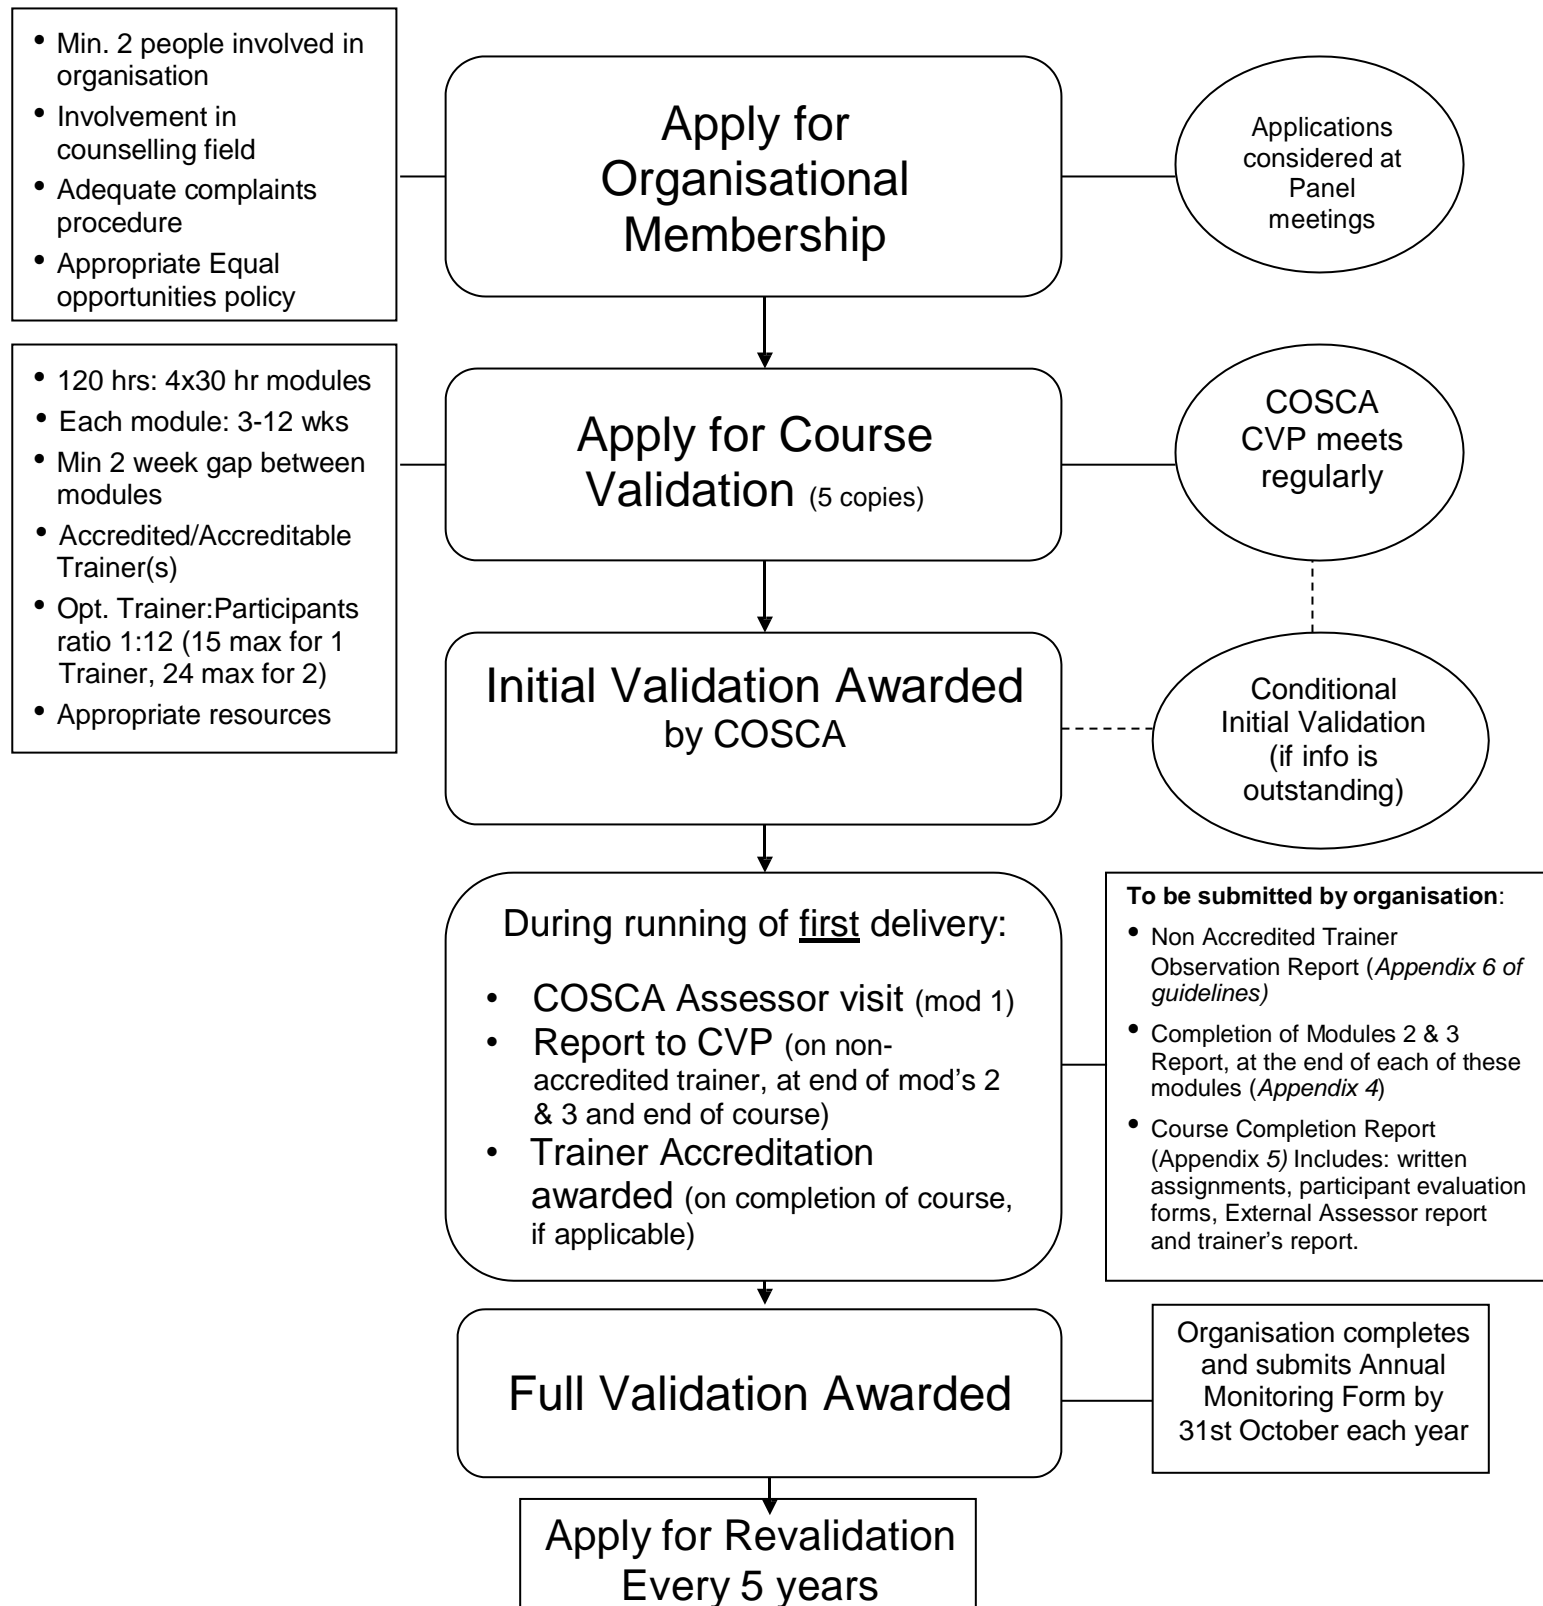 • Min. 2 people involved in
organisation
• Involvement in
counselling field
• Adequate complaints
procedure
• Appropriate Equal
opportunities policy
Apply for
Organisational
Membership
Applications
considered at
Panel
meetings
• 120 hrs: 4x30 hr modules
• Each module: 3-12 wks
• Min 2 week gap between
modules
• Accredited/Accreditable
Trainer(s)
• Opt. Trainer:Participants
ratio 1:12 (15 max for 1
Trainer, 24 max for 2)
• Appropriate resources
Apply for Course
Validation (5 copies)
COSCA
CVP meets
regularly
Initial Validation Awarded
by COSCA
Conditional
Initial Validation
(if info is
outstanding)
During running of first delivery:
• COSCA Assessor visit (mod 1)
• Report to CVP (on non-
accredited trainer, at end of mod’s 2
& 3 and end of course)
• Trainer Accreditation
awarded (on completion of course,
if applicable)
To be submitted by organisation:
• Non Accredited Trainer
Observation Report (Appendix 6 of
guidelines)
• Completion of Modules 2 & 3
Report, at the end of each of these
modules (Appendix 4)
• Course Completion Report
(Appendix 5) Includes: written
assignments, participant evaluation
forms, External Assessor report
and trainer’s report.
Full Validation Awarded
Organisation completes
and submits Annual
Monitoring Form by
31st October each year
Apply for Revalidation
Every 5 years